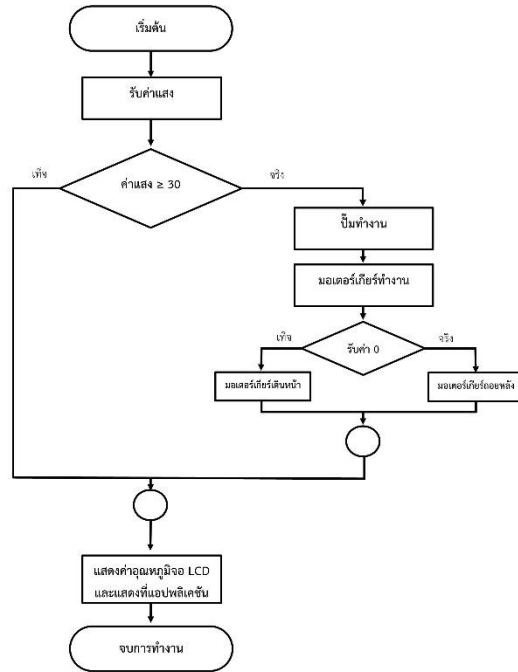 เริ่มต้น
รับค่าแสง
เท็จ
ค่าแสง ≥ 30
จริง
ปั๊มทำงาน
มอเตอร์เกียร์ทำงาน
เท็จ
รับค่า 0
จริง
มอเตอร์เกียร์เดินหน้า
มอเตอร์เกียร์ถอยหลัง
แสดงค่าอุณหภูมิจอ LCD
และแสดงที่แอปพลิเคชัน
จบการทำงาน